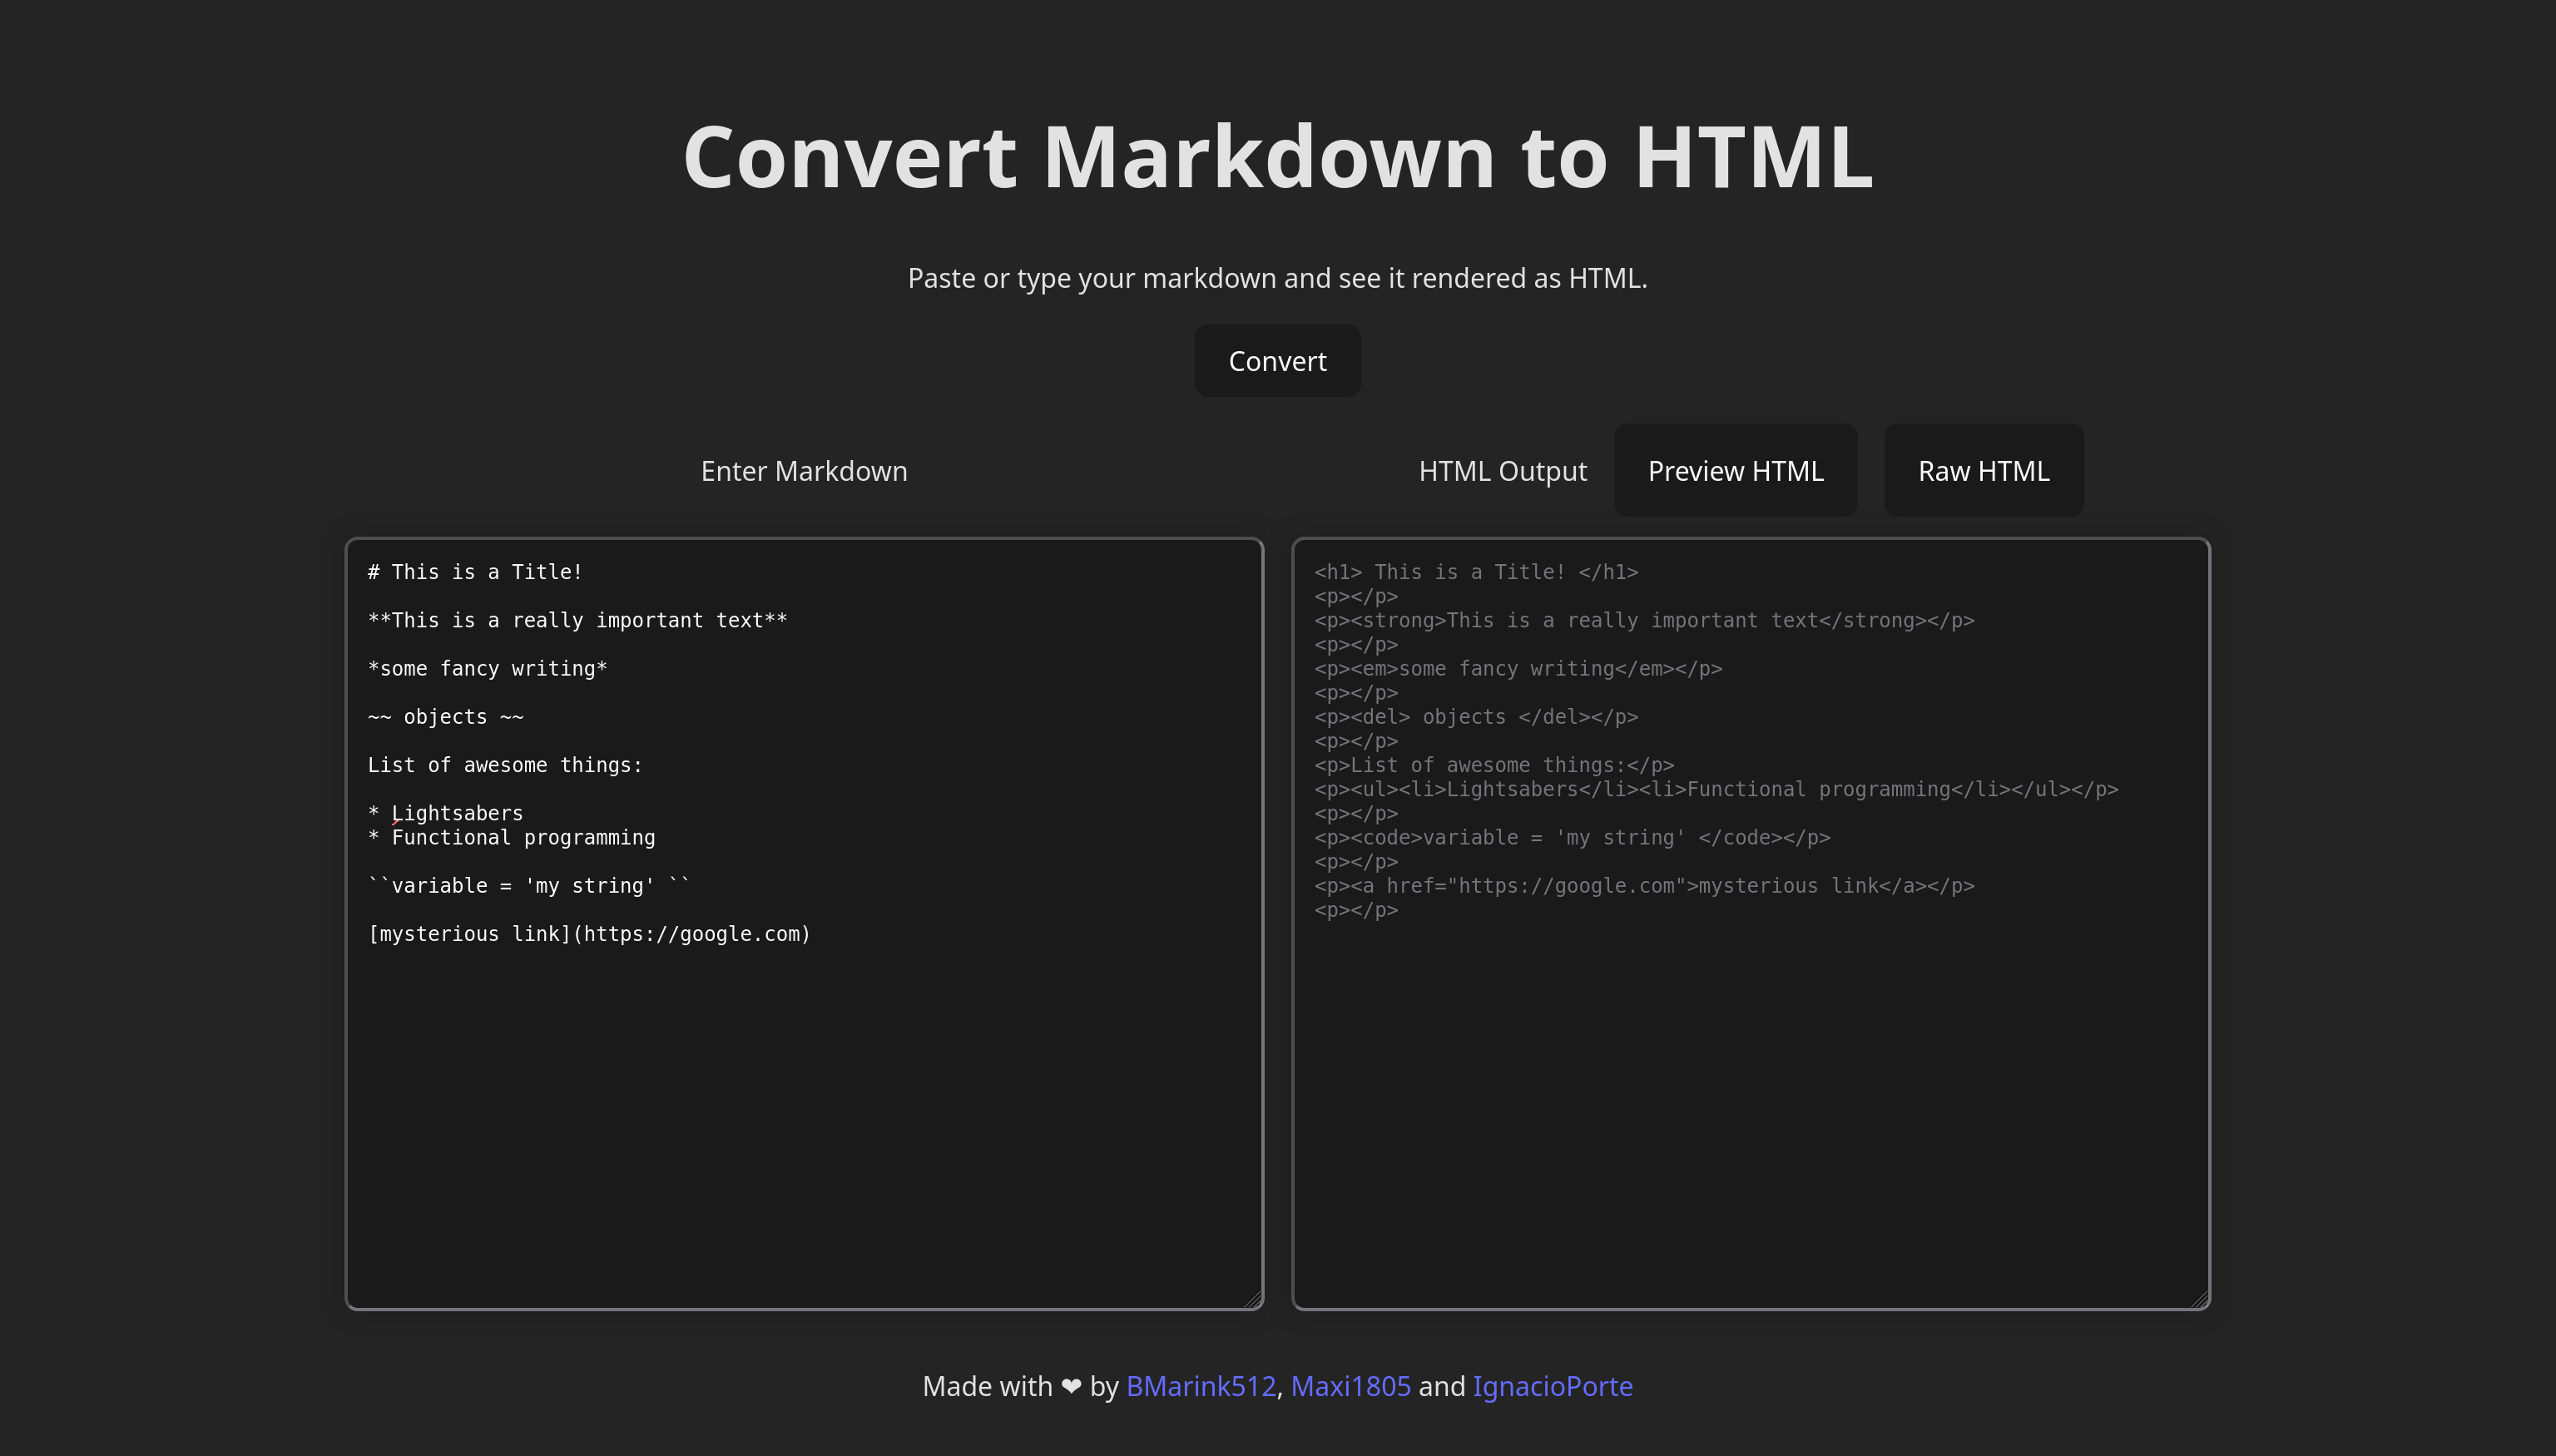 Convert Markdown to HTML
Paste or type your markdown and see it rendered as HTML.
Convert
Enter Markdown
HTML Output
Preview HTML
Raw HTML
# This is a Title!
**This is a really important text**
*some fancy writing*
~~ objects ~~
List of awesome things:
* Lightsabers
* Functional programming
``variable = 'my string' ``
[mysterious link](https://google.com)
<h1> This is a Title! </h1>
<p></p>
<p><strong>This is a really important text</strong></p>
<p></p>
<p><em>some fancy writing</em></p>
<p></p>
<p><del> objects </del></p>
<p></p>
<p>List of awesome things:</p>
<p><ul><li>Lightsabers</li><li>Functional programming</li></ul></p>
<p></p>
<p><code>variable = 'my string' </code></p>
<p></p>
<p><a href="https://google.com">mysterious link</a></p>
<p></p>
Made with ❤ by BMarink512, Maxi1805 and IgnacioPorte